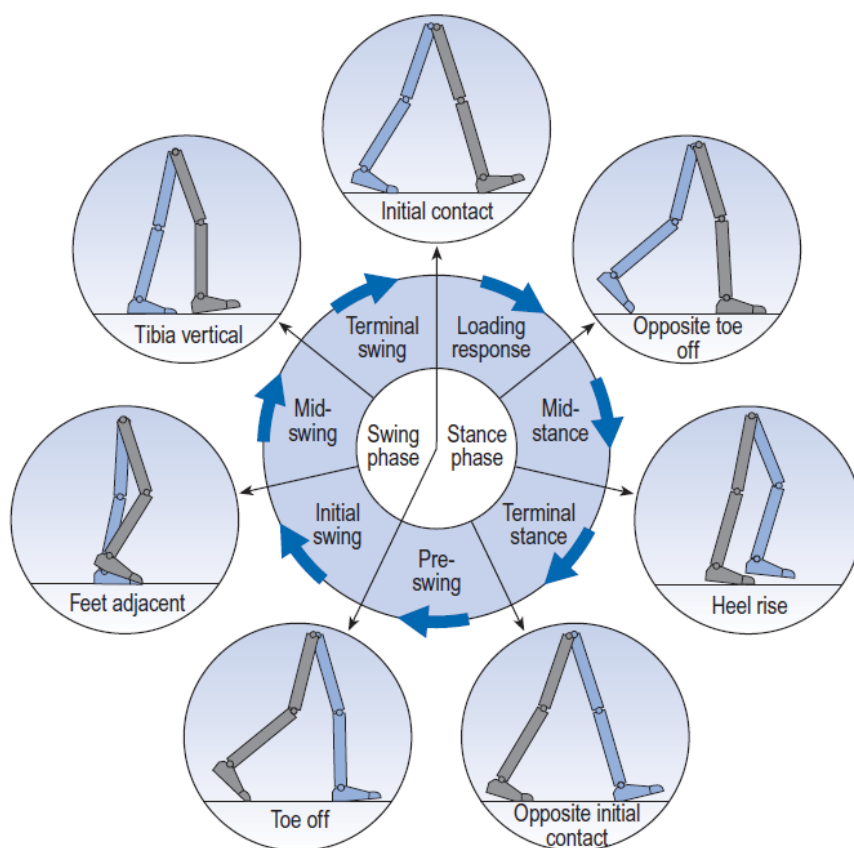 Initial contact
Opposite toe
off
Heel rise
Opposite initial
contact
Toe off
Feet adjacent
Tibia vertical
Loading
response
Mid-
stance
Terminal
stance
Pre-
swing
Initial
swing
Mid-
swing
Terminal
swing
Swing
phase
Stance
phase